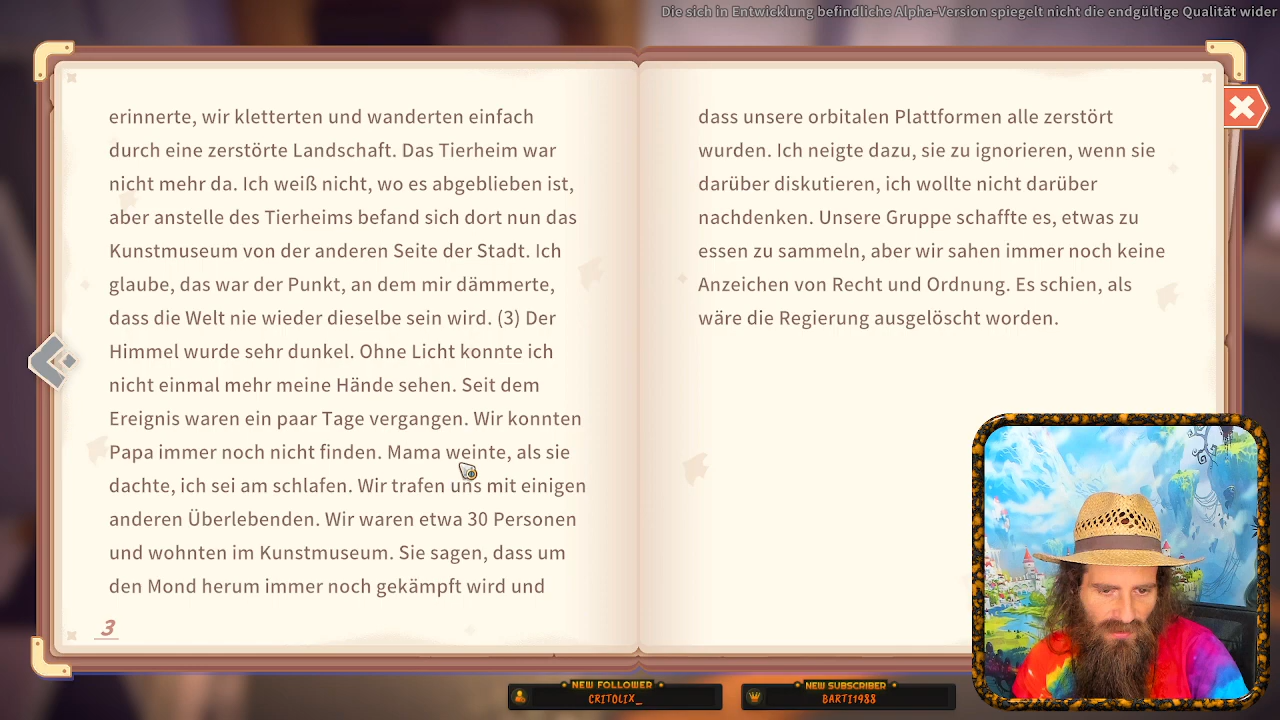 Die sich in Entwicklung befindliche Alpha-Version spiegelt nicht die endgültige Qualität wider
erinnerte, wir kletterten und wanderten einfach
durch eine zerstörte Landschaft. Das Tierheim war
nicht mehr da. Ich weiß nicht, wo es abgeblieben ist,
aber anstelle des Tierheims befand sich dort nun das
Kunstmuseum von der anderen Seite der Stadt. Ich
glaube, das war der Punkt, an dem mir dämmerte,
dass die Welt nie wieder dieselbe sein wird. (3) Der
Himmel wurde sehr dunkel. Ohne Licht konnte ich
nicht einmal mehr meine Hände sehen. Seit dem
Ereignis waren ein paar Tage vergangen. Wir konnten
Papa immer noch nicht finden. Mama weinte, als sie
dachte, ich sei am schlafen. Wir trafen uns mit einigen
anderen Überlebenden. Wir waren etwa 30 Personen
und wohnten im Kunstmuseum. Sie sagen, dass um
den Mond herum immer noch gekämpft wird und
3
dass unsere orbitalen Plattformen alle zerstört
wurden. Ich neigte dazu, sie zu ignorieren, wenn sie
darüber diskutieren, ich wollte nicht darüber
nachdenken. Unsere Gruppe schaffte es, etwas zu
essen zu sammeln, aber wir sahen immer noch keine
Anzeichen von Recht und Ordnung. Es schien, als
wäre die Regierung ausgelöscht worden.
NEW FOLLOWER
CRITOLIX_
NEW SUBSCRIBER
BARTI1988